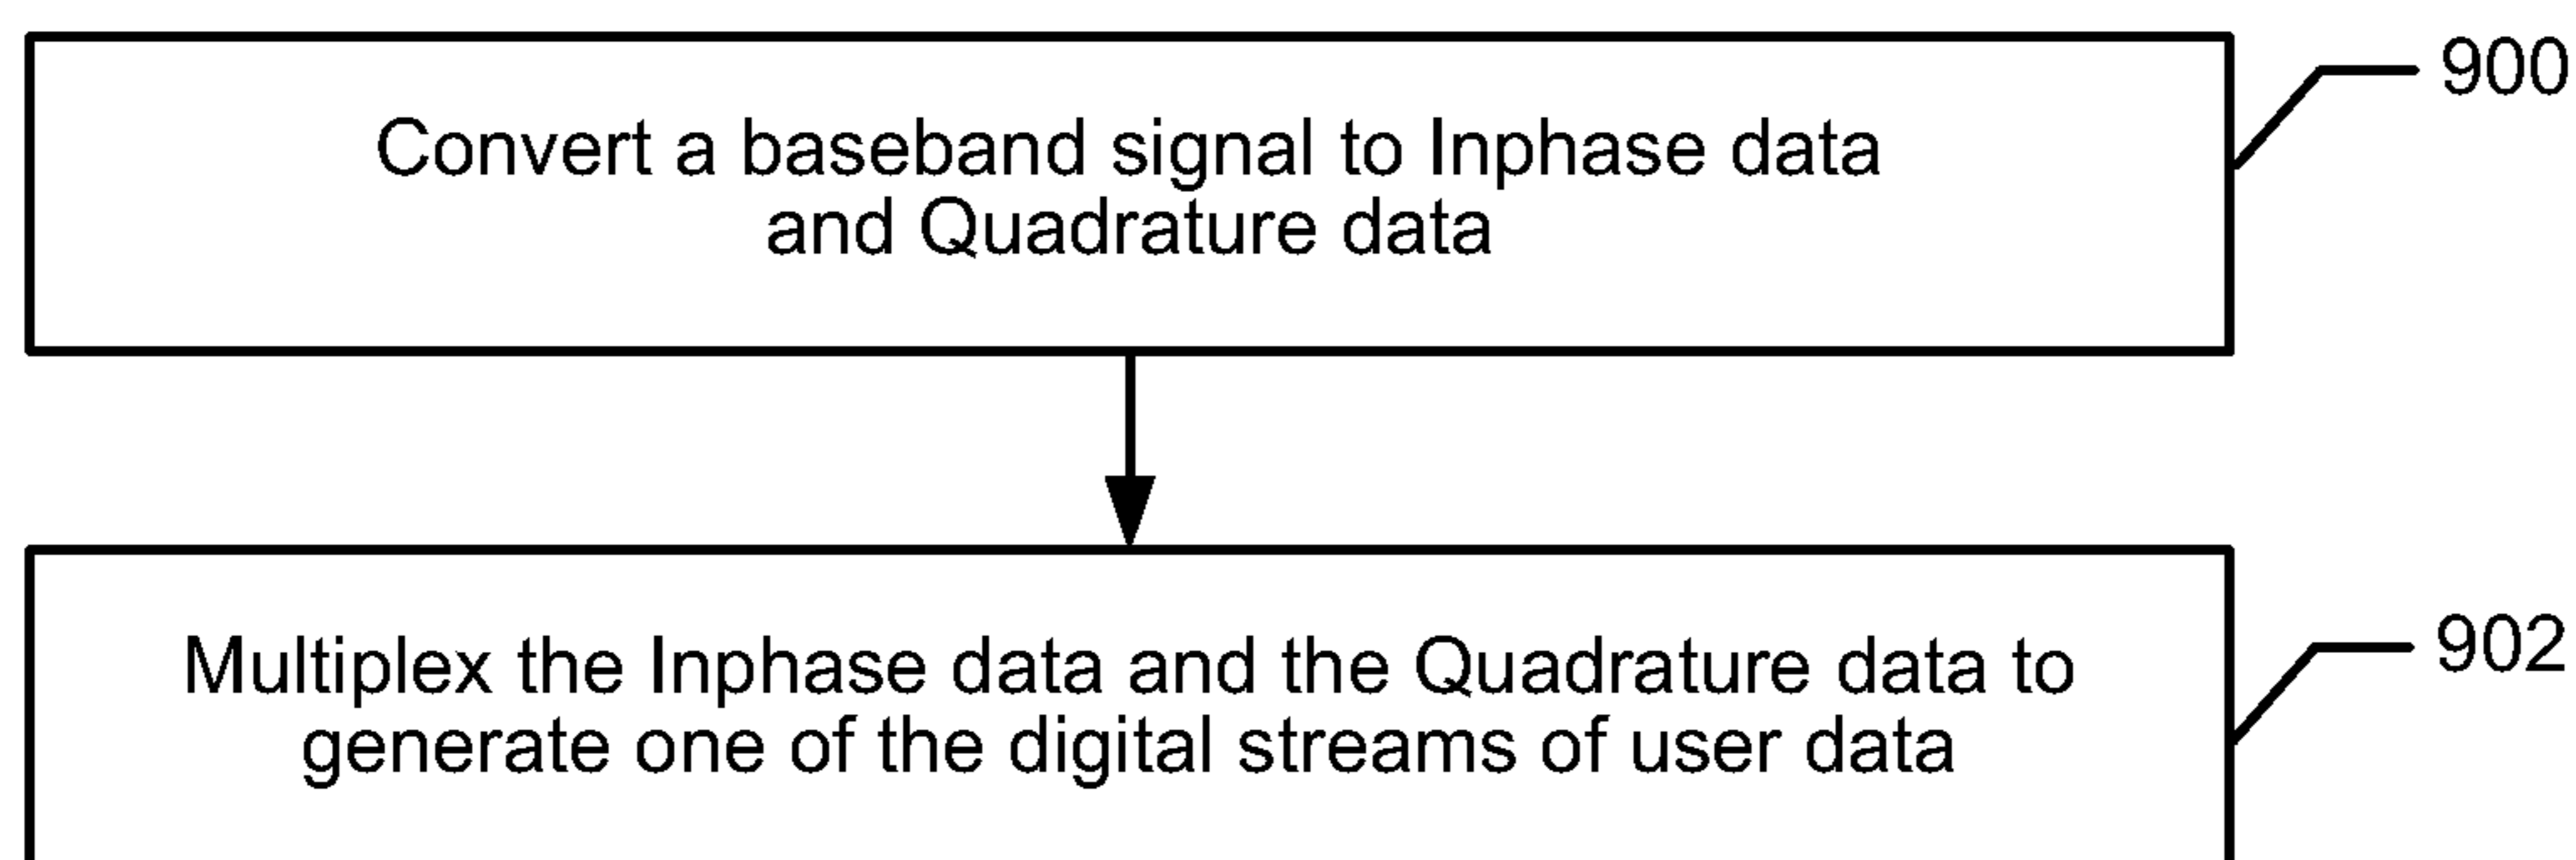 900
Convert a baseband signal to Inphase data
and Quadrature data
902
Multiplex the Inphase data and the Quadrature data to
generate one of the digital streams of user data